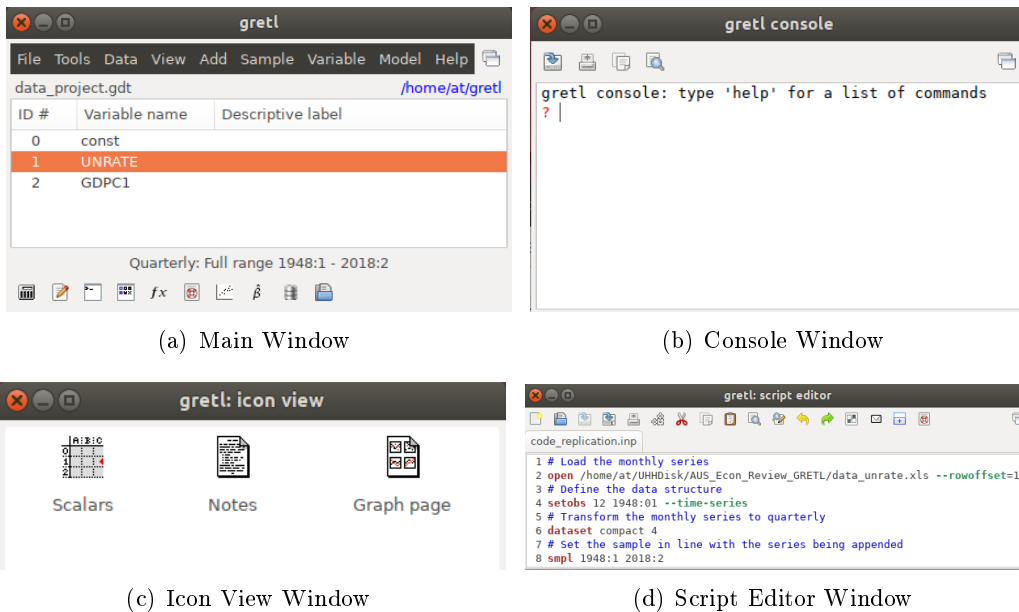 gretl
File Tools Data View Add Sample Variable Model Help
data_project.gdt /home/at/gretl
ID # Variable name Descriptive label
0 const
1 UNRATE
2 GDPC1
Quarterly: Full range 1948:1 - 2018:2
fx β̂
(a) Main Window
gretl console
gretl console: type 'help' for a list of commands
?
(b) Console Window
gretl: icon view
A B C
0
1
2
Scalars Notes Graph page
(c) Icon View Window
gretl: script editor
code_replication.inp
1 # Load the monthly series
2 open /home/at/UHHDisk/AUS_Econ_Review_GRETL/data_unrate.xls --rowoffset=1
3 # Define the data structure
4 setobs 12 1948:01 --time-series
5 # Transform the monthly series to quarterly
6 dataset compact 4
7 # Set the sample in line with the series being appended
8 smpl 1948:1 2018:2
(d) Script Editor Window